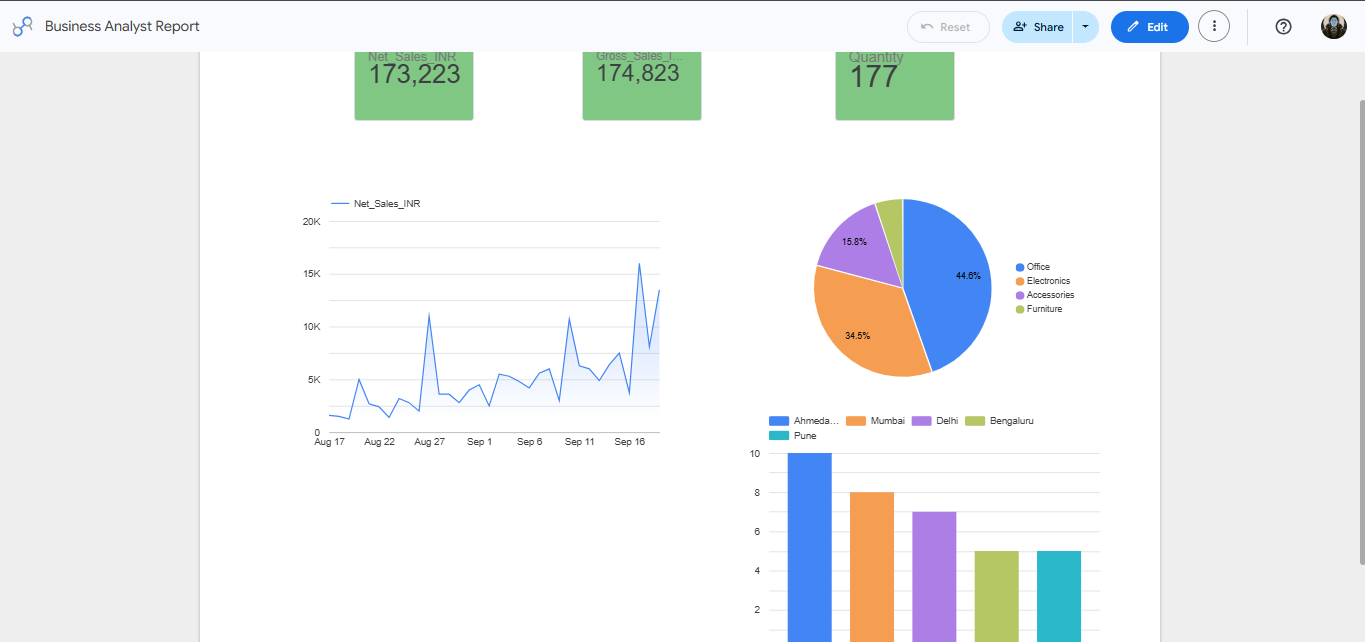 Business Analyst Report
Reset
Share
Edit
Net_Sales_INR
173,223
Gross_Sales_I...
174,823
Quantity
177
Net_Sales_INR
20K
15K
10K
5K
0
Aug 17 Aug 22 Aug 27 Sep 1 Sep 6 Sep 11 Sep 16
15.8%
44.6%
34.5%
Office
Electronics
Accessories
Furniture
Ahmeda... Mumbai Delhi Bengaluru
Pune
10
8
6
4
2